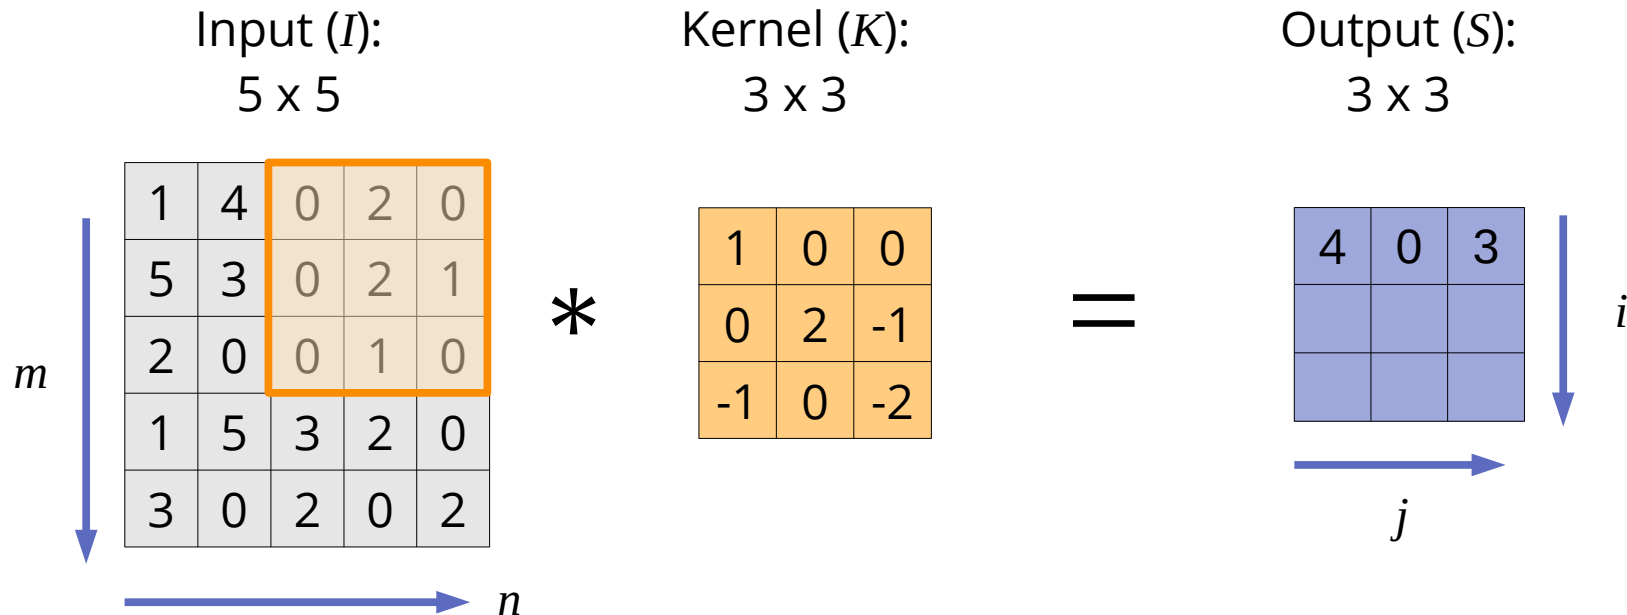 Input (I): Kernel (K): Output (S):
5 x 5 3 x 3 3 x 3
1 4 0 2 0
5 3 0 2 1
2 0 0 1 0
1 5 3 2 0
3 0 2 0 2
m
n
*
1 0 0
0 2 -1
-1 0 -2
=
4 0 3
i
j